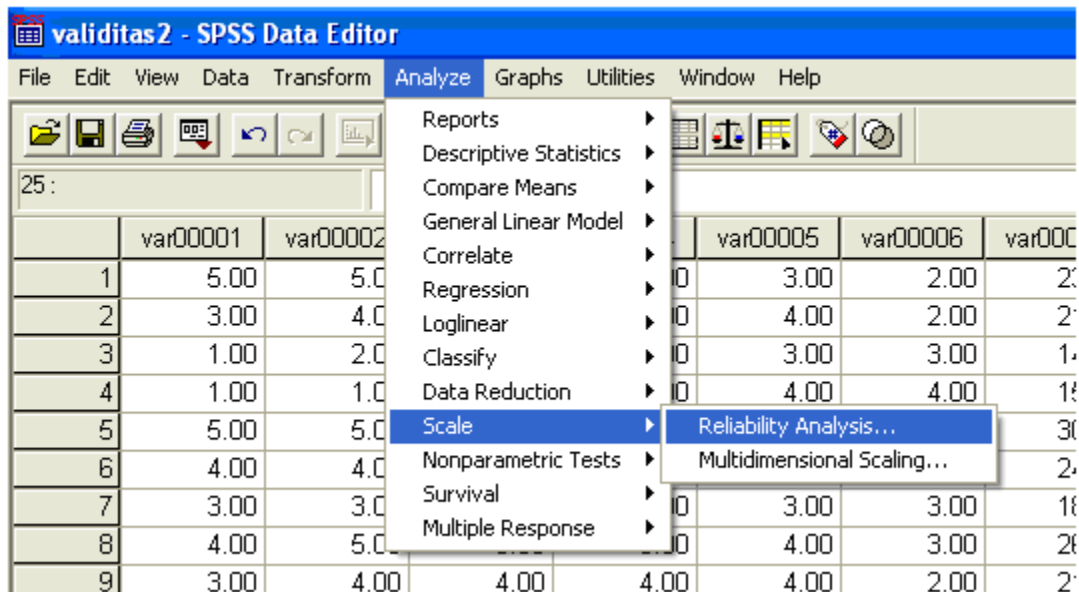 validitas2 - SPSS Data Editor
File Edit View Data Transform Analyze Graphs Utilities Window Help
25 :
Reports
Descriptive Statistics
Compare Means
General Linear Model
Correlate
Regression
Loglinear
Classify
Data Reduction
Scale
Nonparametric Tests
Survival
Multiple Response
Reliability Analysis...
Multidimensional Scaling...
var00001 var00002 var00005 var00006
1 5.00 3.00 2.00
2 3.00 4.00 2.00
3 1.00 3.00 3.00
4 1.00 4.00 4.00
5 5.00
6 4.00
7 3.00 3.00 3.00
8 4.00 4.00 3.00
9 3.00 4.00 4.00 4.00 4.00 2.00